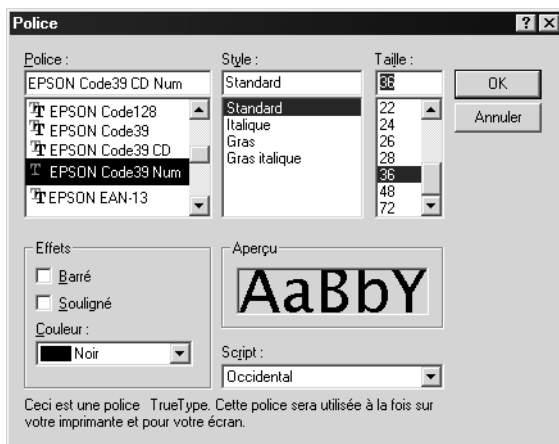 Police
Police :
EPSON Code39 CD Num
EPSON Code128
EPSON Code39
EPSON Code39 CD
EPSON Code39 Num
EPSON EAN-13
Style :
Standard
Standard
Italique
Gras
Gras italique
Taille :
36
22
24
26
28
36
48
72
OK
Annuler
Effets
Barré
Souligné
Couleur :
Noir
Aperçu
AaBbY
Script :
Occidental
Ceci est une police TrueType. Cette police sera utilisée à la fois sur
votre imprimante et pour votre écran.